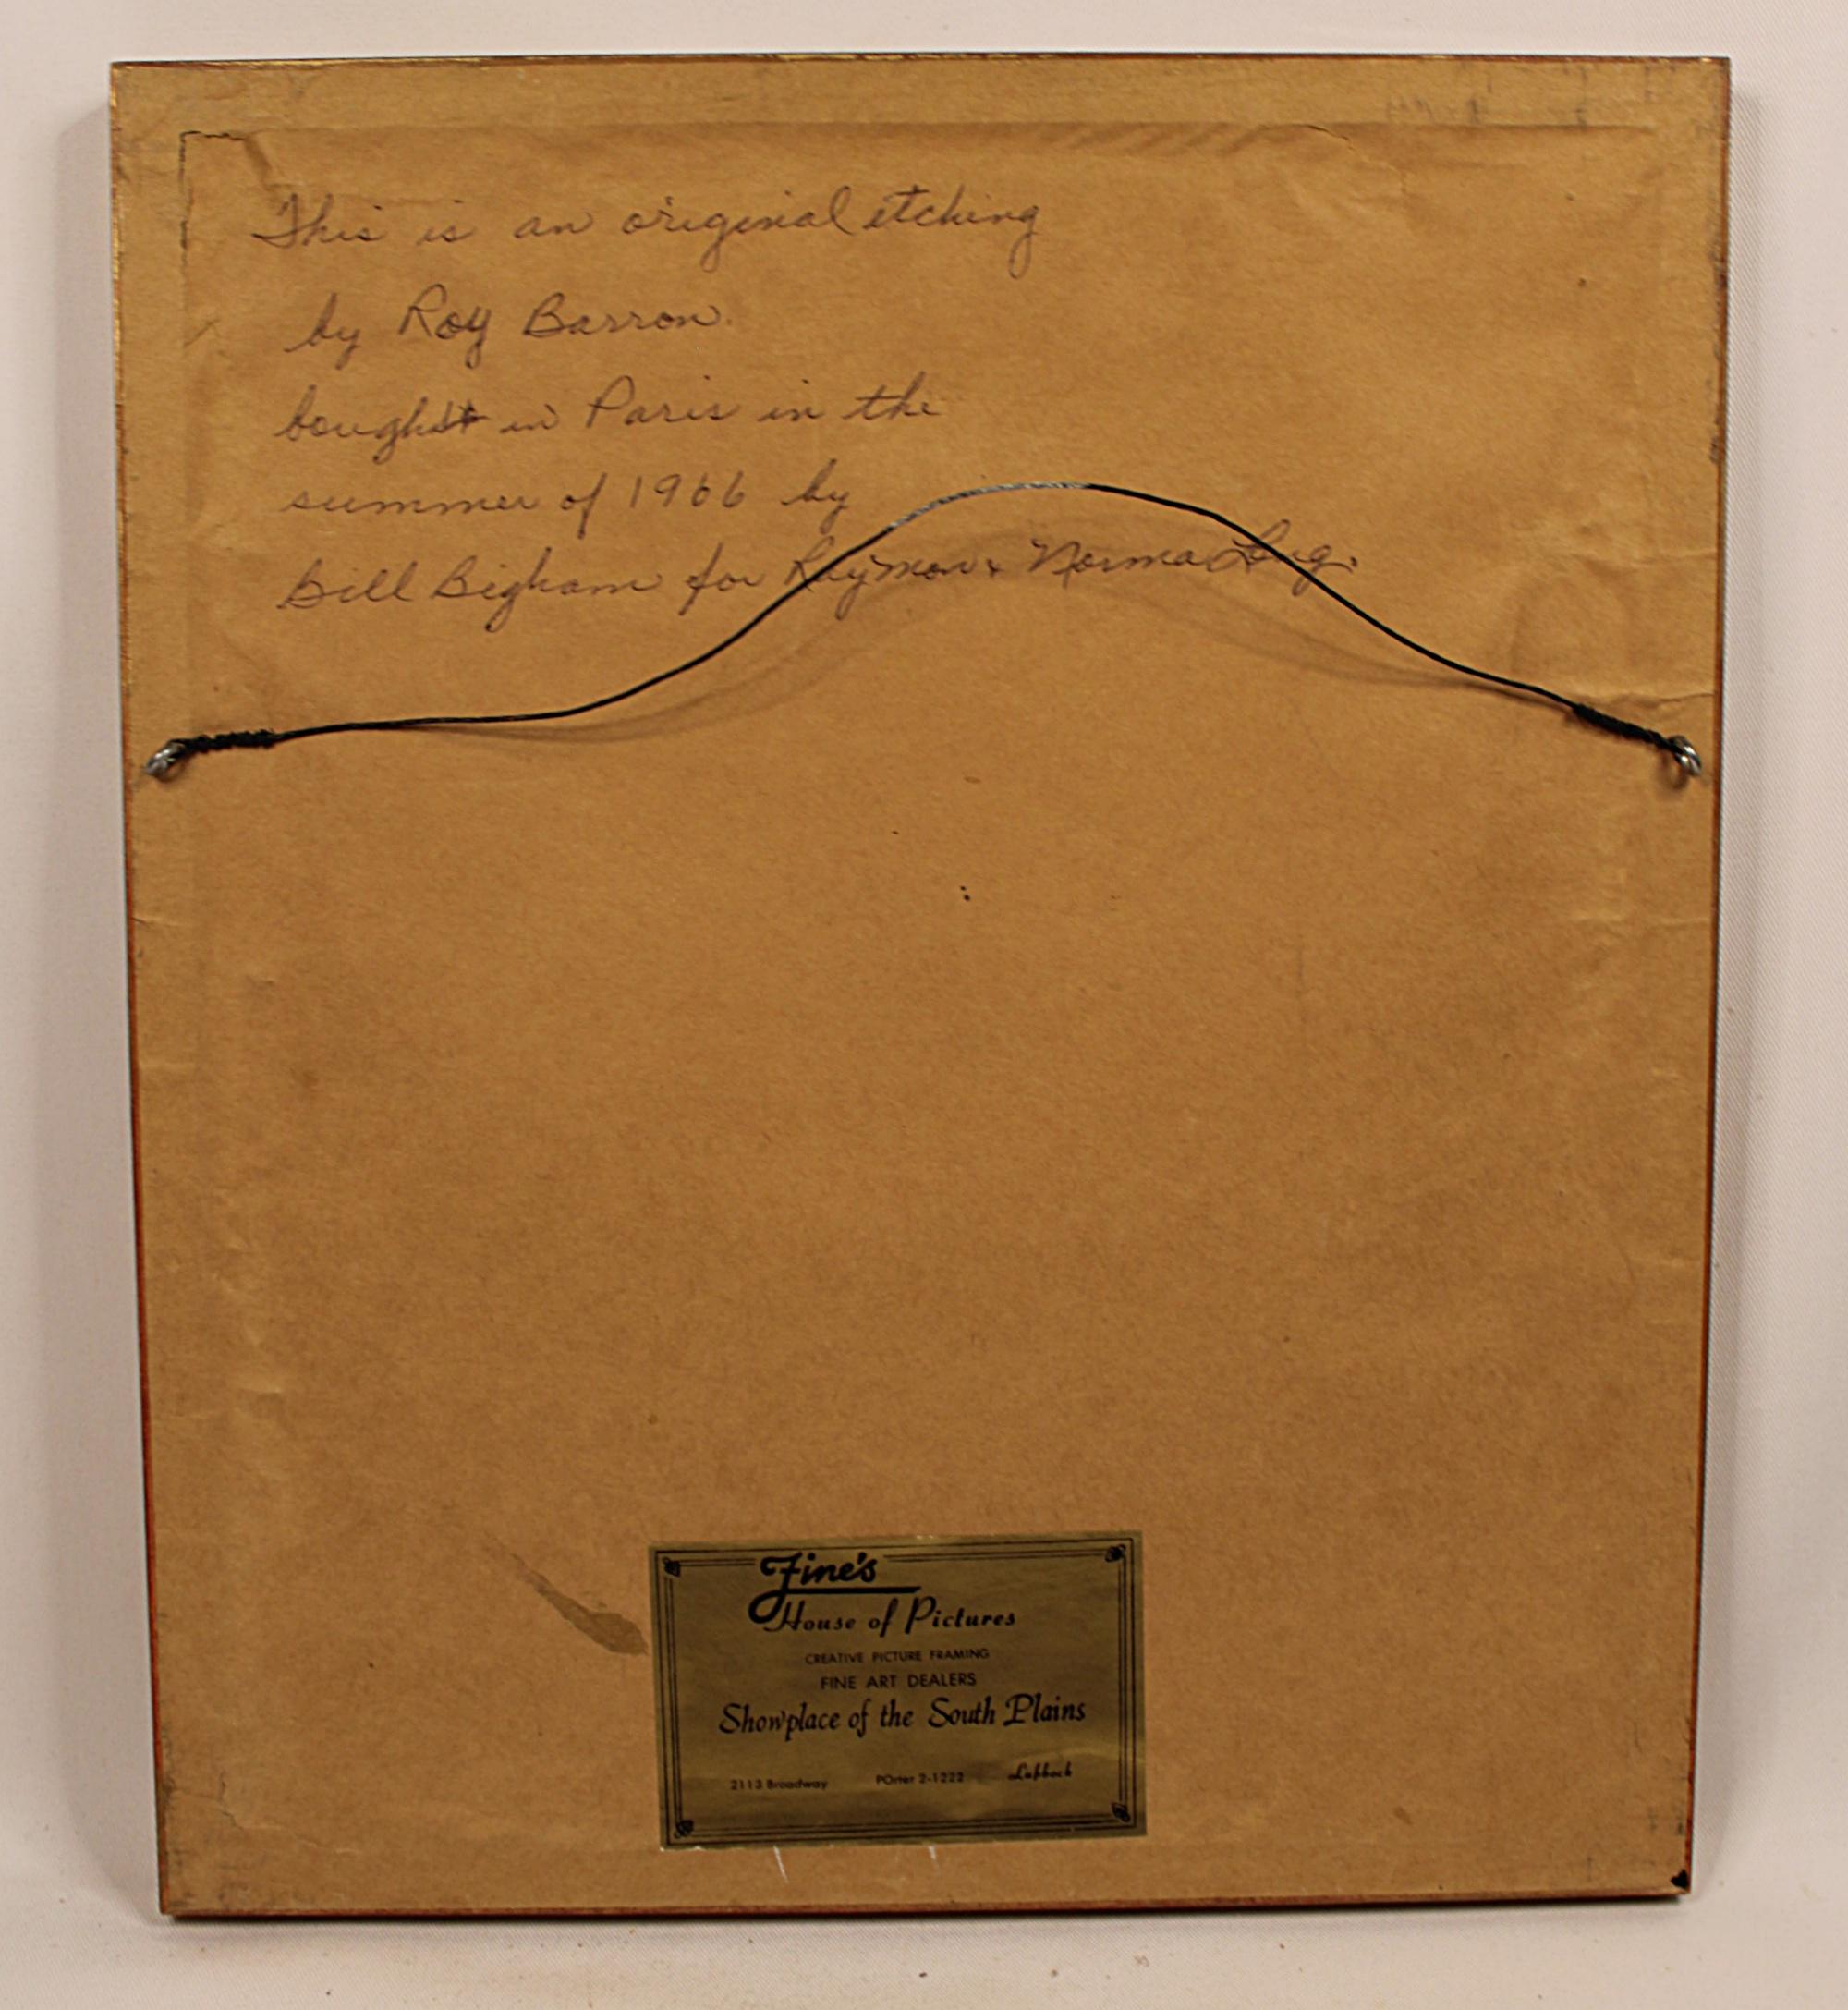 This is an original etching
by Roy Barron.
bought in Paris in the
summer of 1966 by
Bill Bigham for Raymon & Norma
Fine's
House of Pictures
CREATIVE PICTURE FRAMING
FINE ART DEALERS
Showplace of the South Plains
2113 Broadway POrter 2-1222 Lubbock